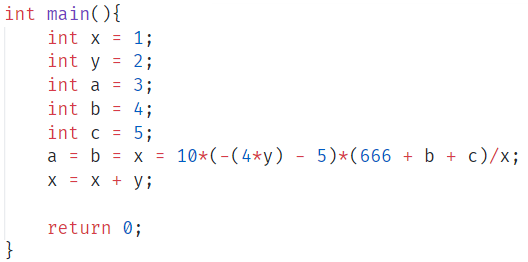 int main(){
    int x = 1;
    int y = 2;
    int a = 3;
    int b = 4;
    int c = 5;
    a = b = x = 10*(-(4*y) - 5)*(666 + b + c)/x;
    x = x + y;

    return 0;
}